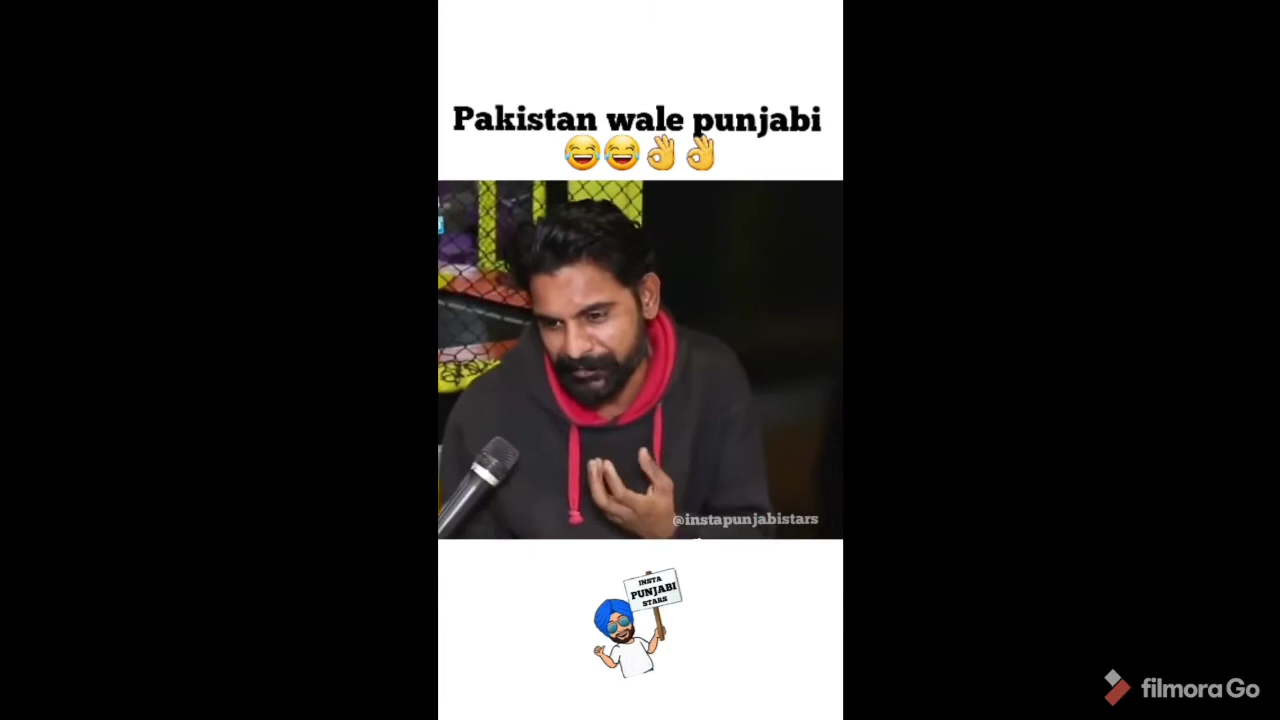 Pakistan wale punjabi
😂😂👌👌
@instapunjabistars
INSTA
PUNJABI
STARS
filmora Go